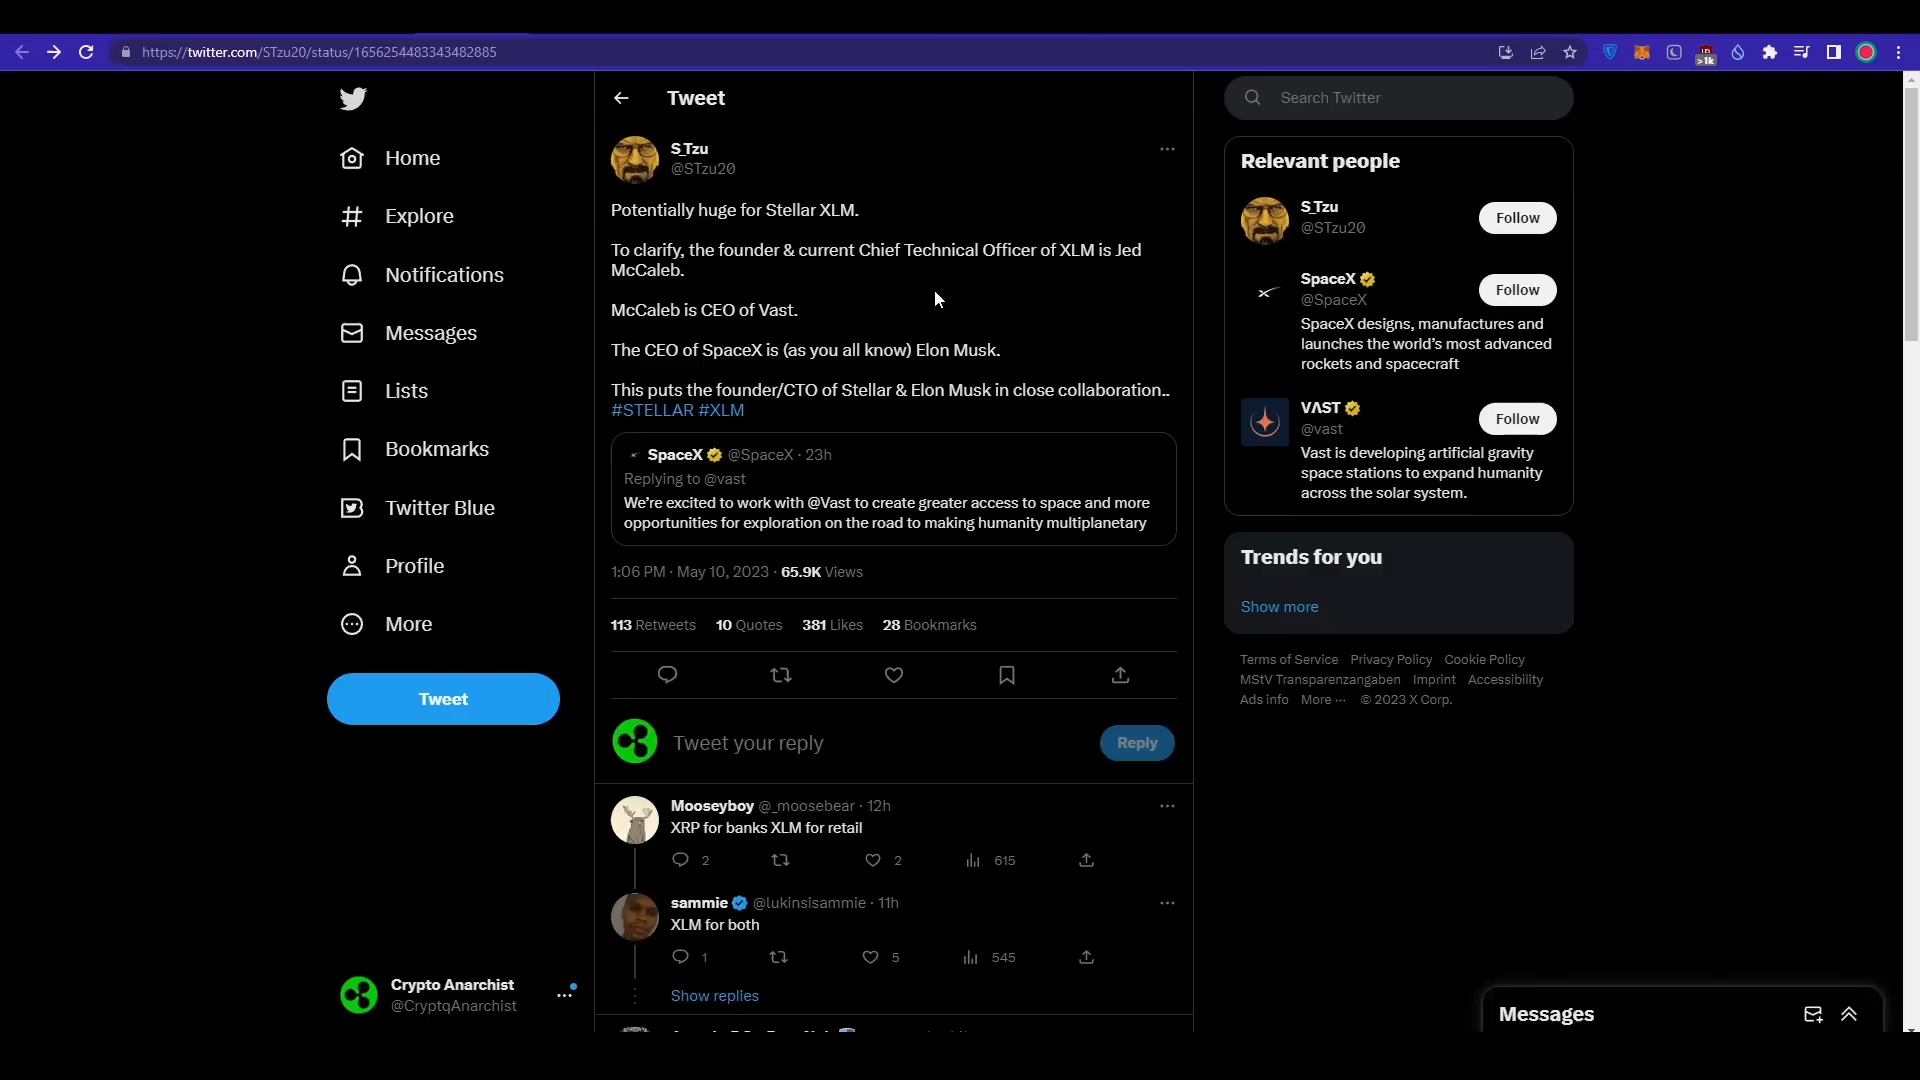 https://twitter.com/STzu20/status/1656254483343482885
>1k
Home
Explore
Notifications
Messages
Lists
Bookmarks
Twitter Blue
Profile
More
Tweet
Crypto Anarchist
@CryptqAnarchist
Tweet
S_Tzu
@STzu20
Potentially huge for Stellar XLM.
To clarify, the founder & current Chief Technical Officer of XLM is Jed
McCaleb.
McCaleb is CEO of Vast.
The CEO of SpaceX is (as you all know) Elon Musk.
This puts the founder/CTO of Stellar & Elon Musk in close collaboration..
#STELLAR #XLM
SpaceX @SpaceX · 23h
Replying to @vast
We're excited to work with @Vast to create greater access to space and more
opportunities for exploration on the road to making humanity multiplanetary
1:06 PM · May 10, 2023 · 65.9K Views
113 Retweets 10 Quotes 381 Likes 28 Bookmarks
Tweet your reply
Reply
Mooseyboy @_moosebear · 12h
XRP for banks XLM for retail
2 2 615
sammie @lukinsisammie · 11h
XLM for both
1 5 545
Show replies
Search Twitter
Relevant people
S_Tzu
@STzu20
Follow
SpaceX
@SpaceX
Follow
SpaceX designs, manufactures and
launches the world's most advanced
rockets and spacecraft
VΛST
@vast
Follow
Vast is developing artificial gravity
space stations to expand humanity
across the solar system.
Trends for you
Show more
Terms of Service Privacy Policy Cookie Policy
MStV Transparenzangaben Imprint Accessibility
Ads info More ··· © 2023 X Corp.
Messages